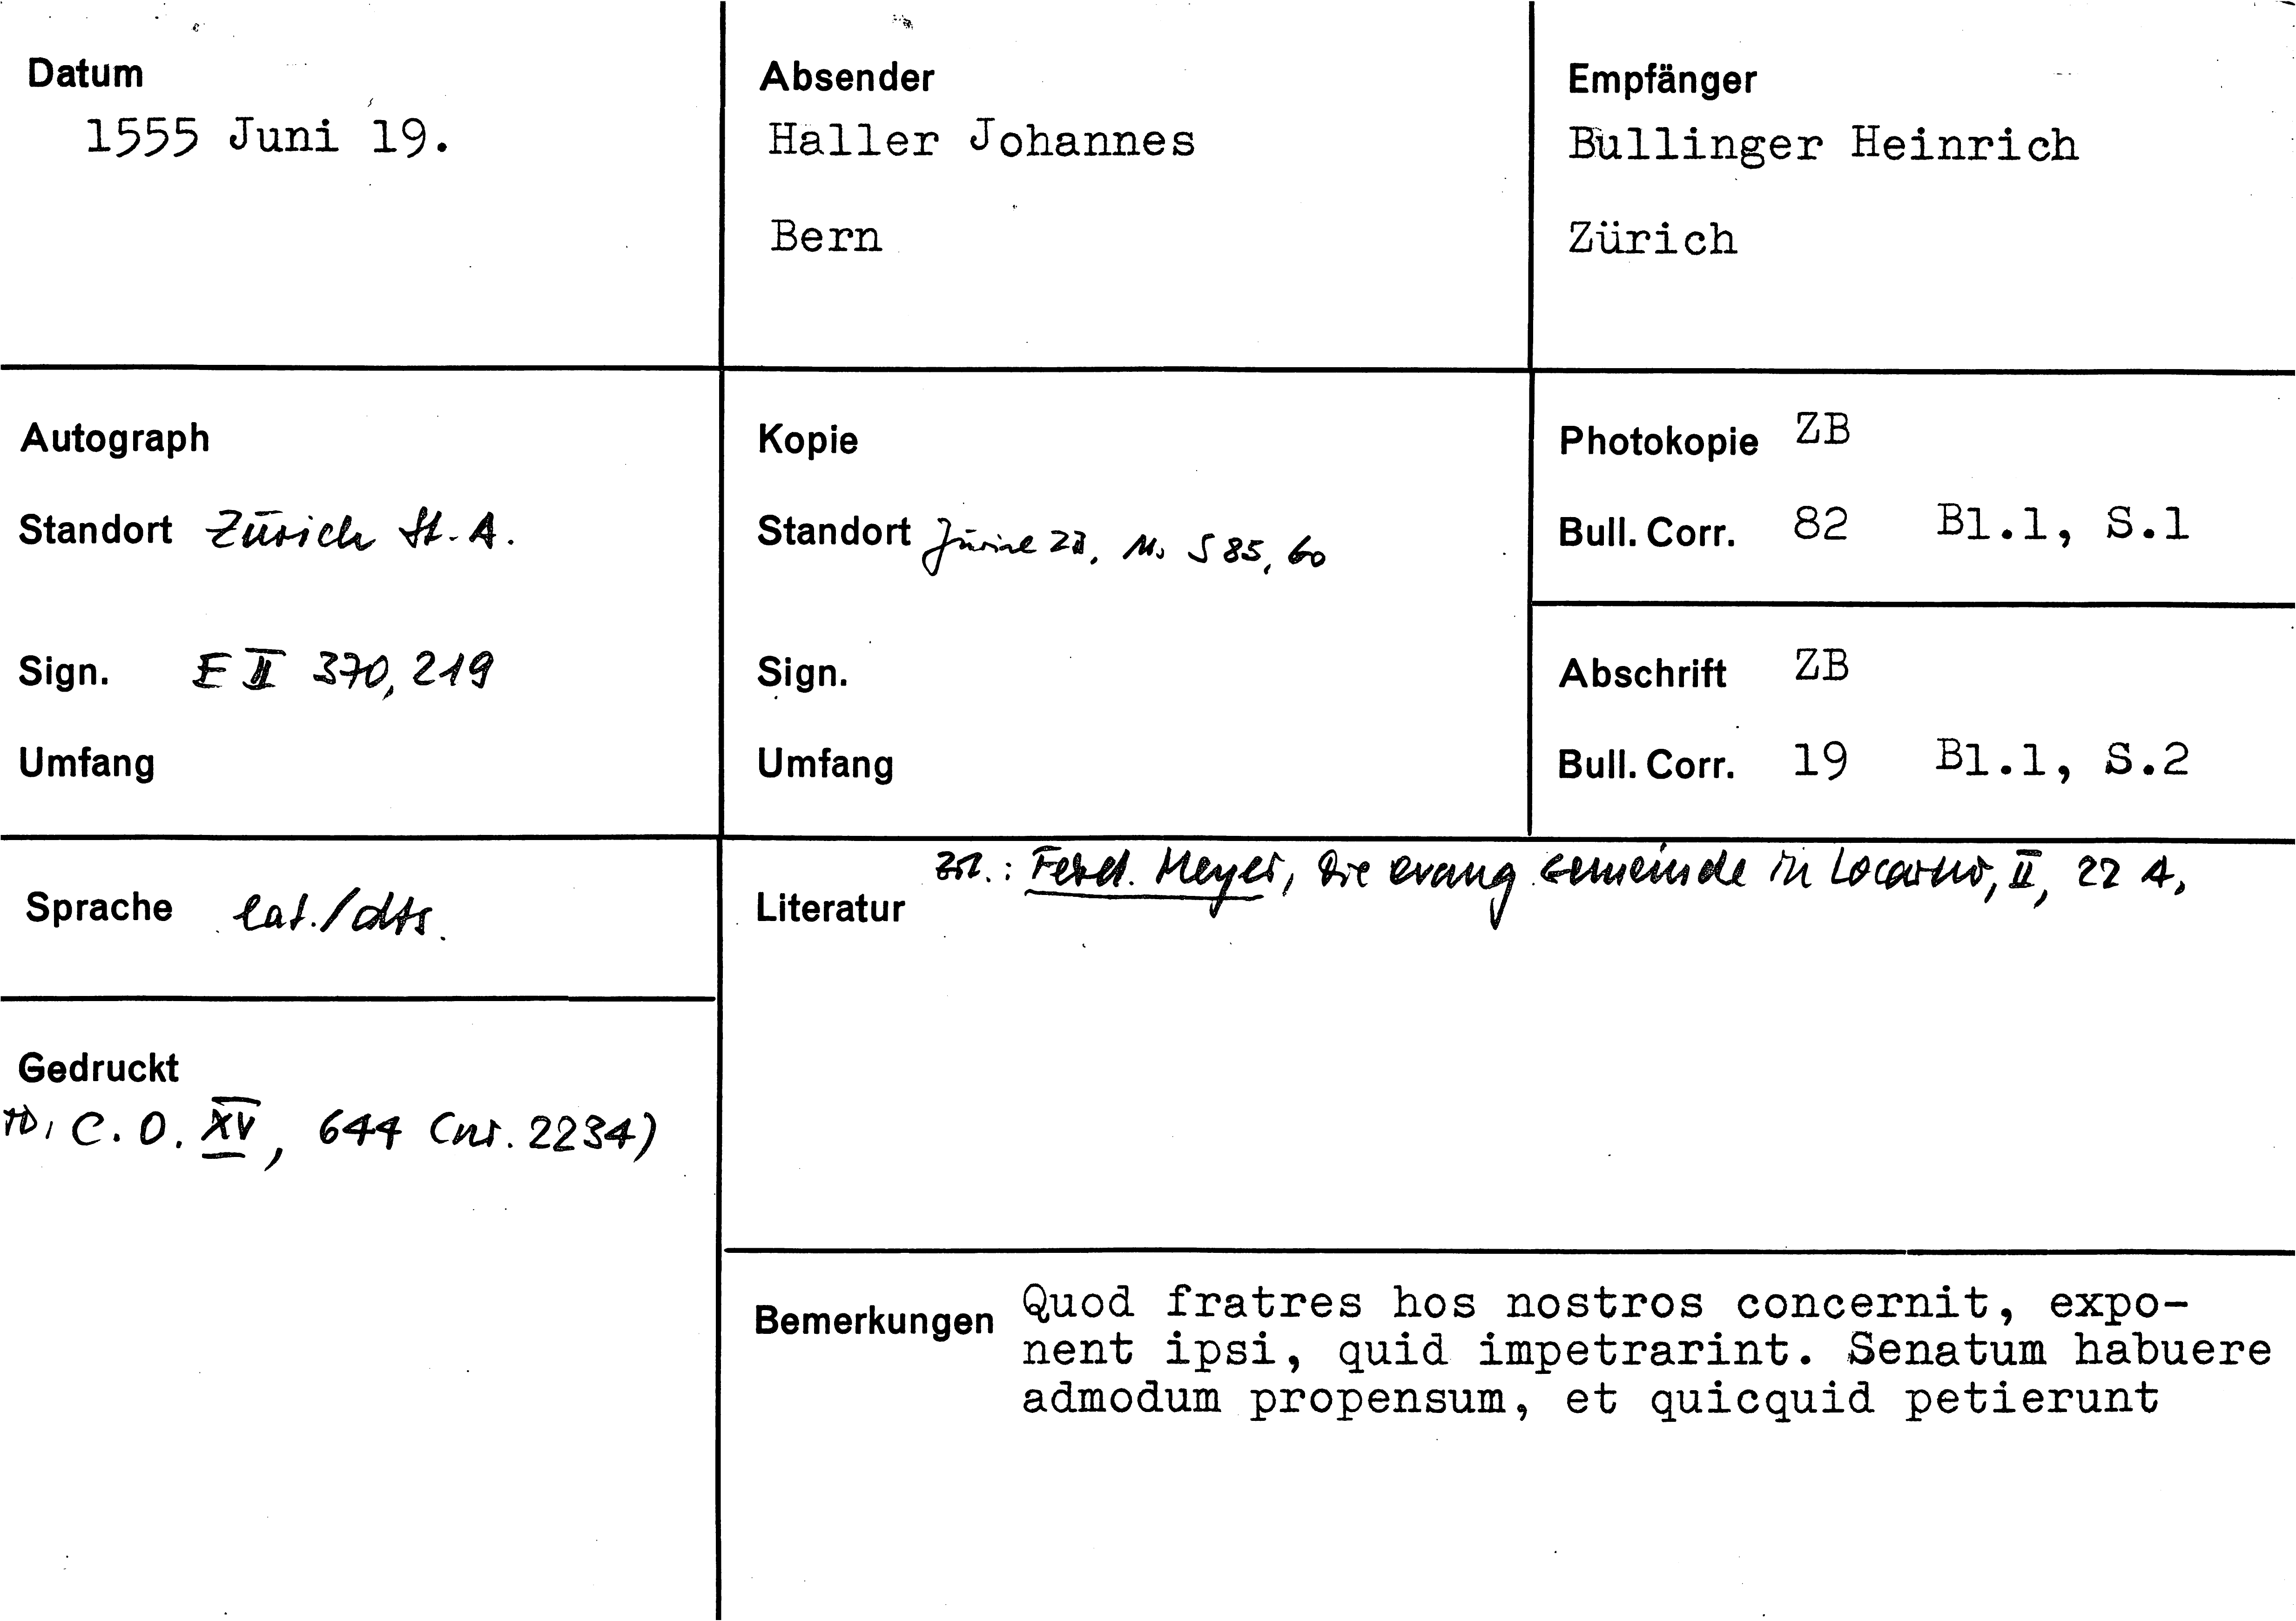 Datum
1555 Juni 19.
Absender
Haller Johannes
Bern
Empfänger
Bullinger Heinrich
Zürich
Autograph
Standort Zürich St. A.
Sign. E II 370, 219
Umfang
Kopie
Standort Zürich ZB, Ms S 85, 60
Sign.
Umfang
Photokopie ZB
Bull. Corr. 82 Bl.1, S.1
Abschrift ZB
Bull. Corr. 19 Bl.1, S.2
Sprache lat./dts.
Gedruckt
C. O. XV, 644 (nr. 2234)
Literatur Zit.: Ferd. Meyer, Die evang. Gemeinde in Locarno, II, 22 A.
Bemerkungen Quod fratres hos nostros concernit, expo-
nent ipsi, quid impetrarint. Senatum habuere
admodum propensum, et quicquid petierunt